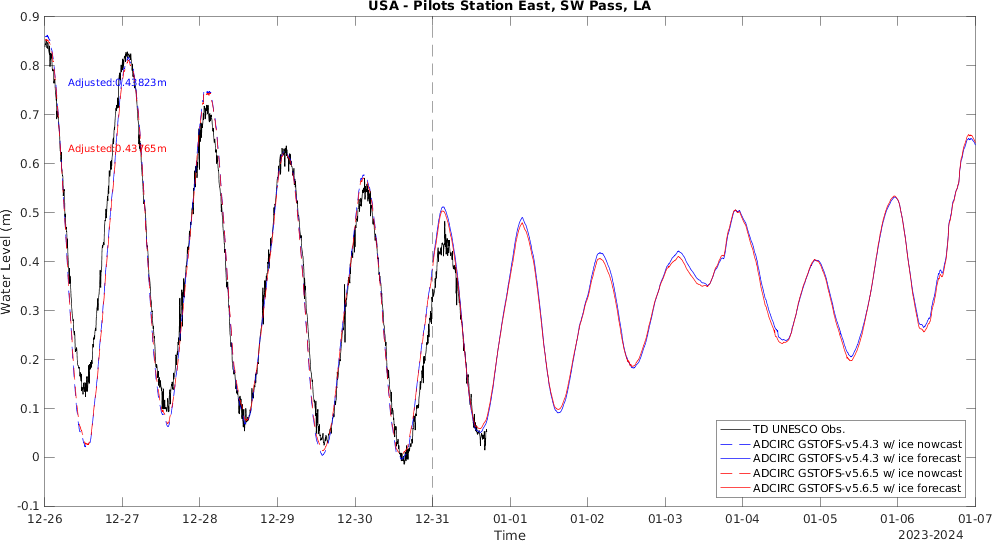 USA - Pilots Station East, SW Pass, LA
0.9
0.8
0.7
0.6
0.5
0.4
0.3
0.2
0.1
0
-0.1
Water Level (m)
Adjusted:0.43823m
Adjusted:0.43765m
TD UNESCO Obs.
ADCIRC GSTOFS-v5.4.3 w/ ice nowcast
ADCIRC GSTOFS-v5.4.3 w/ ice forecast
ADCIRC GSTOFS-v5.6.5 w/ ice nowcast
ADCIRC GSTOFS-v5.6.5 w/ ice forecast
12-26 12-27 12-28 12-29 12-30 12-31 01-01 01-02 01-03 01-04 01-05 01-06 01-07
Time
2023-2024